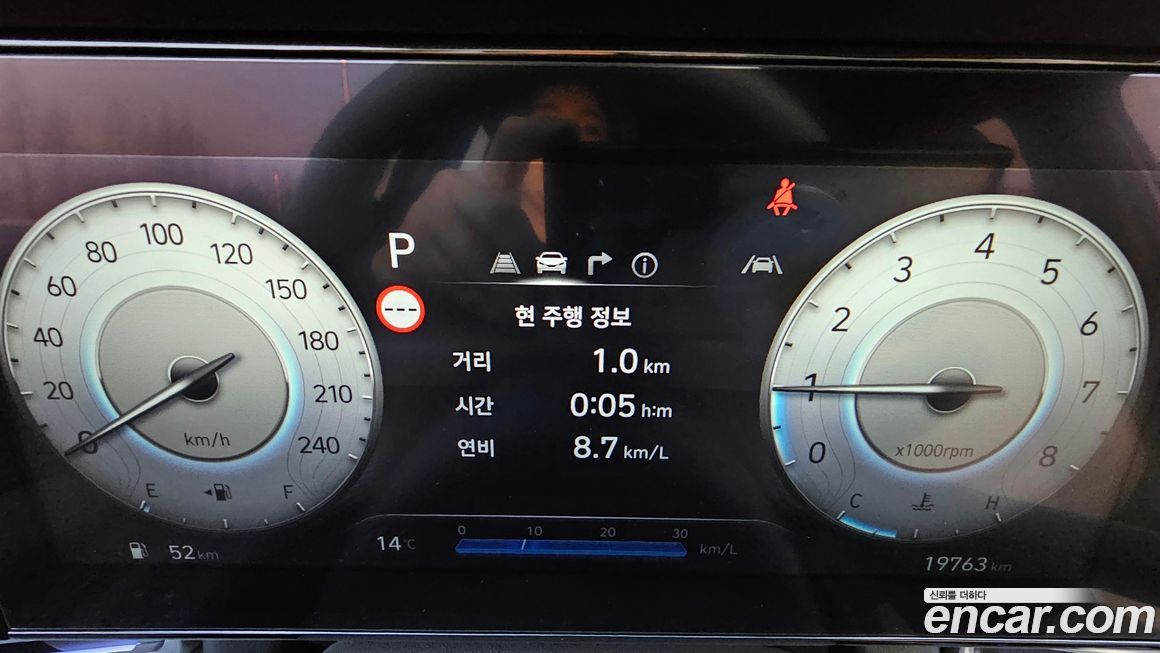 0 20 40 60 80 100 120 150 180 210 240
km/h
E F
52 km
P
---
현 주행 정보
거리 1.0 km
시간 0:05 h:m
연비 8.7 km/L
14℃
0 10 20 30
km/L
0 1 2 3 4 5 6 7 8
x1000rpm
C H
19763 km
신뢰를 더하다
encar.com